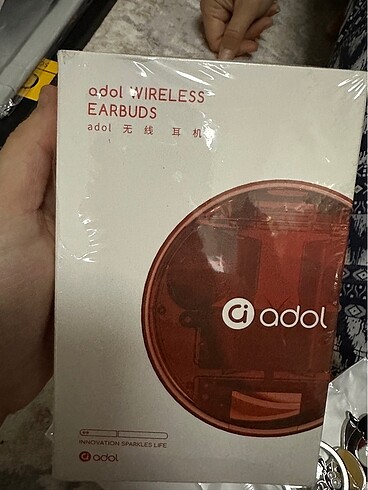 adol WIRELESS
EARBUDS
adol 无线 耳机
adol
INNOVATION SPARKLES LIFE
adol